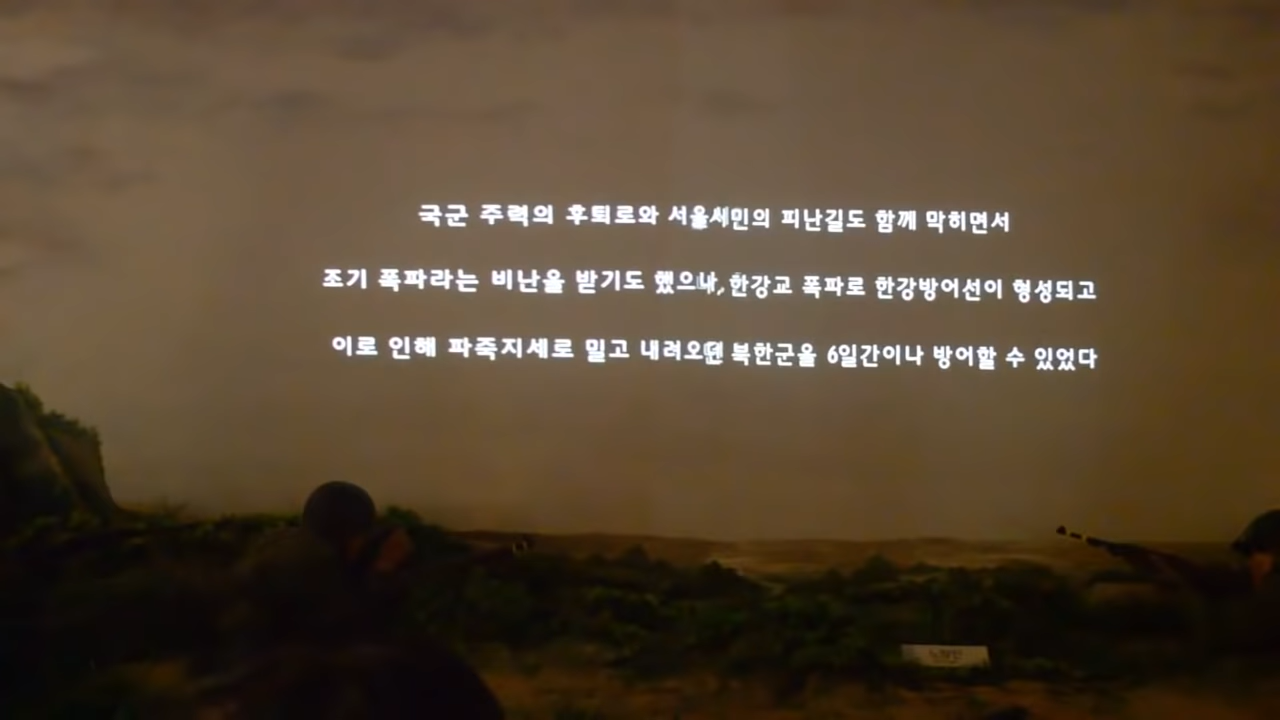 국군 주력의 후퇴로와 서울시민의 피난길도 함께 막히면서
조기 폭파라는 비난을 받기도 했으나, 한강교 폭파로 한강방어선이 형성되고
이로 인해 파죽지세로 밀고 내려오던 북한군을 6일간이나 방어할 수 있었다